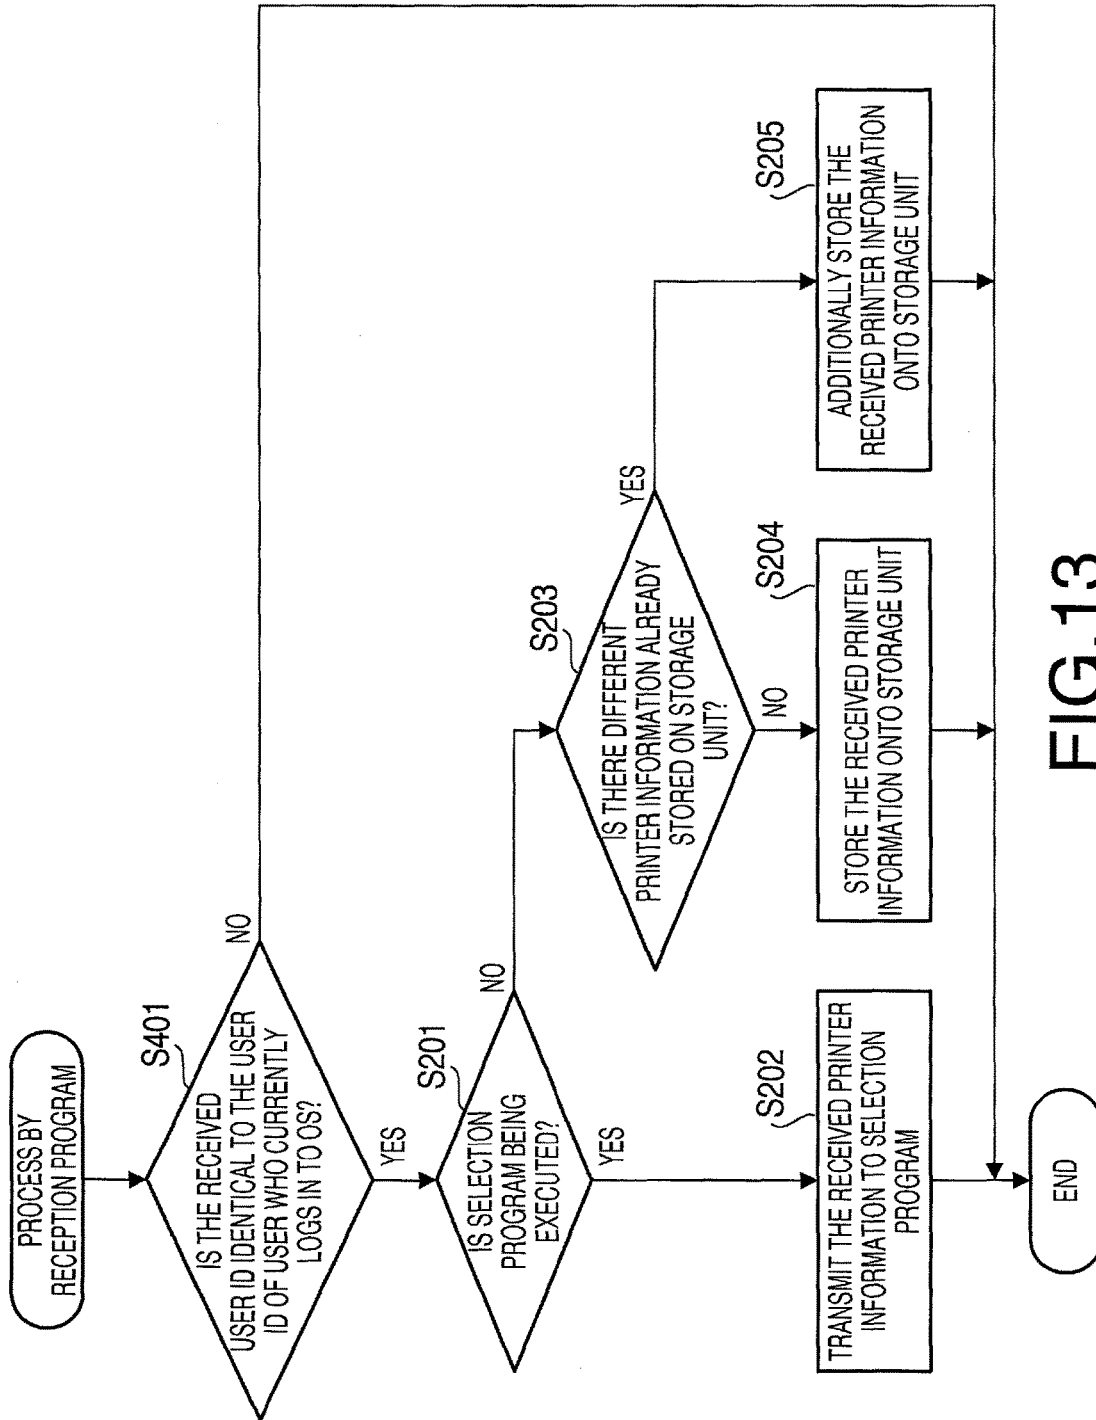 PROCESS BY
RECEPTION PROGRAM
S401
IS THE RECEIVED
USER ID IDENTICAL TO THE USER
ID OF USER WHO CURRENTLY
LOGS IN TO OS?
NO
YES
S201
IS SELECTION
PROGRAM BEING
EXECUTED?
NO
YES
S203
IS THERE DIFFERENT
PRINTER INFORMATION ALREADY
STORED ON STORAGE
UNIT?
YES
NO
S202
TRANSMIT THE RECEIVED PRINTER
INFORMATION TO SELECTION
PROGRAM
S204
STORE THE RECEIVED PRINTER
INFORMATION ONTO STORAGE UNIT
S205
ADDITIONALLY STORE THE
RECEIVED PRINTER INFORMATION
ONTO STORAGE UNIT
END
FIG.13